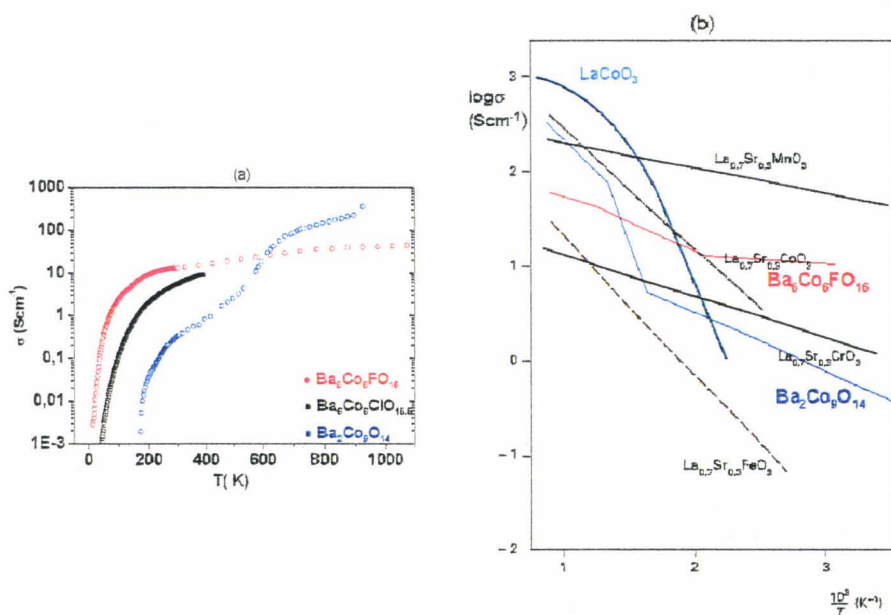 (a)
1000
100
10
1
0,1
0,01
1E-3
σ (Scm⁻¹)
0
200
400
600
800
1000
T( K)
Ba₆Co₆FO₁₆
Ba₆Co₆ClO₁₅.₅
Ba₂Co₉O₁₄
(b)
logσ
(Scm⁻¹)
3
2
1
0
−1
−2
1
2
3
10³/T (K⁻¹)
LaCoO₃
La₀,₇Sr₀,₃MnO₃
La₀,₇Sr₀,₃CoO₃
Ba₆Co₆FO₁₆
La₀,₇Sr₀,₃CrO₃
Ba₂Co₉O₁₄
La₀,₇Sr₀,₃FeO₃